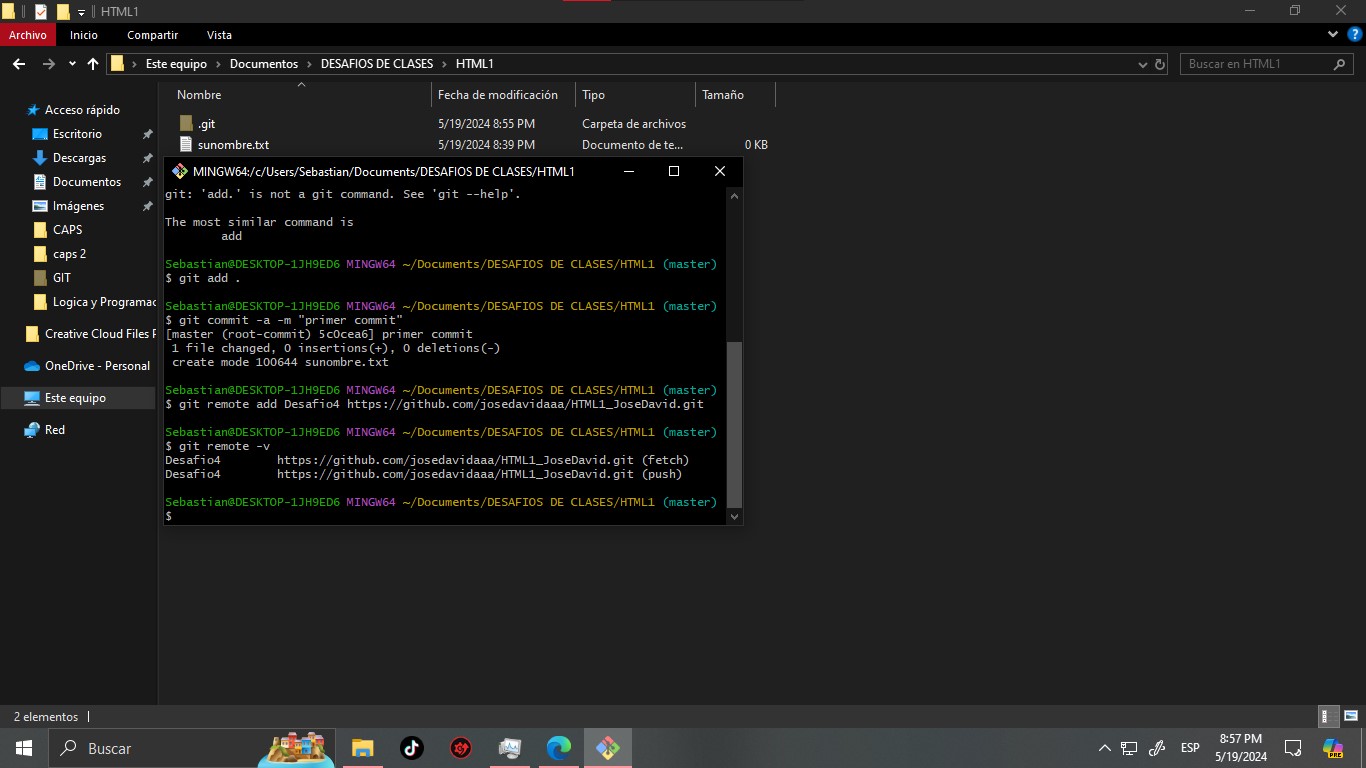 HTML1
Archivo Inicio Compartir Vista
Este equipo Documentos DESAFIOS DE CLASES HTML1
Buscar en HTML1
Nombre Fecha de modificación Tipo Tamaño
.git 5/19/2024 8:55 PM Carpeta de archivos
sunombre.txt 5/19/2024 8:39 PM Documento de te... 0 KB
Acceso rápido
Escritorio
Descargas
Documentos
Imágenes
CAPS
caps 2
GIT
Logica y Programac
Creative Cloud Files P
OneDrive - Personal
Este equipo
Red
MINGW64:/c/Users/Sebastian/Documents/DESAFIOS DE CLASES/HTML1
git: 'add.' is not a git command. See 'git --help'.
The most similar command is
add
Sebastian@DESKTOP-1JH9ED6 MINGW64 ~/Documents/DESAFIOS DE CLASES/HTML1 (master)
$ git add .
Sebastian@DESKTOP-1JH9ED6 MINGW64 ~/Documents/DESAFIOS DE CLASES/HTML1 (master)
$ git commit -a -m "primer commit"
[master (root-commit) 5c0cea6] primer commit
1 file changed, 0 insertions(+), 0 deletions(-)
create mode 100644 sunombre.txt
Sebastian@DESKTOP-1JH9ED6 MINGW64 ~/Documents/DESAFIOS DE CLASES/HTML1 (master)
$ git remote add Desafio4 https://github.com/josedavidaaa/HTML1_JoseDavid.git
Sebastian@DESKTOP-1JH9ED6 MINGW64 ~/Documents/DESAFIOS DE CLASES/HTML1 (master)
$ git remote -v
Desafio4 https://github.com/josedavidaaa/HTML1_JoseDavid.git (fetch)
Desafio4 https://github.com/josedavidaaa/HTML1_JoseDavid.git (push)
Sebastian@DESKTOP-1JH9ED6 MINGW64 ~/Documents/DESAFIOS DE CLASES/HTML1 (master)
$
2 elementos
Buscar
ESP
8:57 PM
5/19/2024
PRE